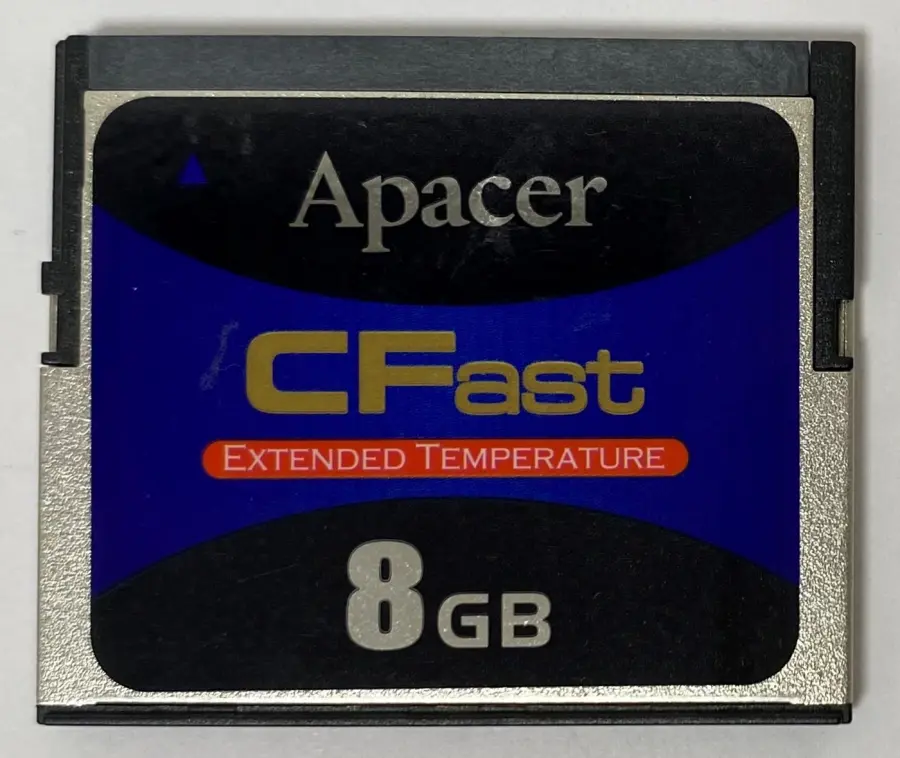 Apacer
CFast
EXTENDED TEMPERATURE
8GB